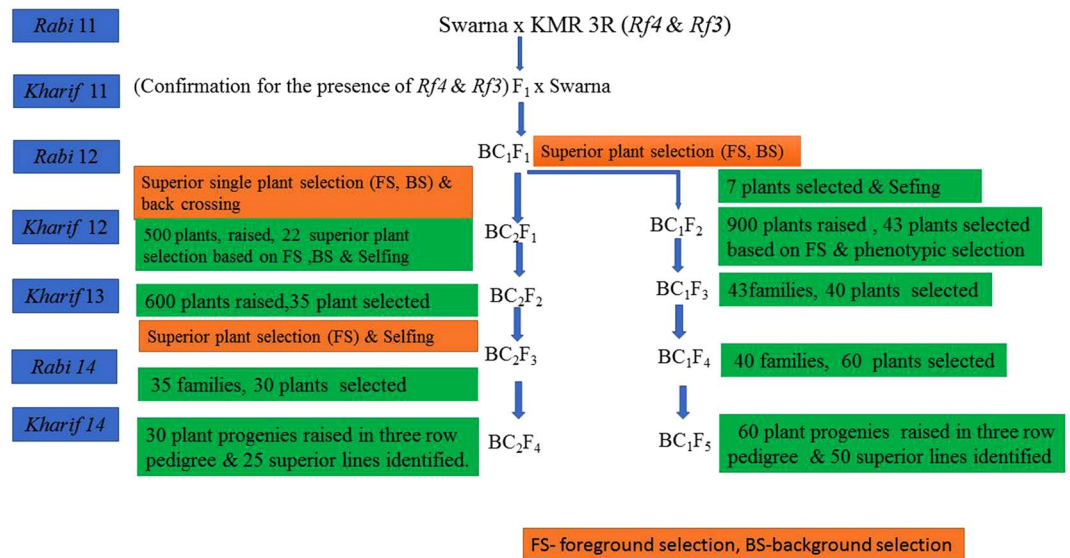 Rabi 11
Swarna x KMR 3R (Rf4 & Rf3)
Kharif 11
(Confirmation for the presence of Rf4 & Rf3) F₁ x Swarna
Rabi 12
BC₁F₁
Superior plant selection (FS, BS)
Superior single plant selection (FS, BS) &
back crossing
7 plants selected & Sefing
Kharif 12
500 plants, raised, 22 superior plant
selection based on FS ,BS & Selfing
BC₂F₁
BC₁F₂
900 plants raised , 43 plants selected
based on FS & phenotypic selection
Kharif 13
600 plants raised,35 plant selected
BC₂F₂
BC₁F₃
43families, 40 plants selected
Superior plant selection (FS) & Selfing
Rabi 14
35 families, 30 plants selected
BC₂F₃
BC₁F₄
40 families, 60 plants selected
Kharif 14
30 plant progenies raised in three row
pedigree & 25 superior lines identified.
BC₂F₄
BC₁F₅
60 plant progenies raised in three row
pedigree & 50 superior lines identified
FS- foreground selection, BS-background selection